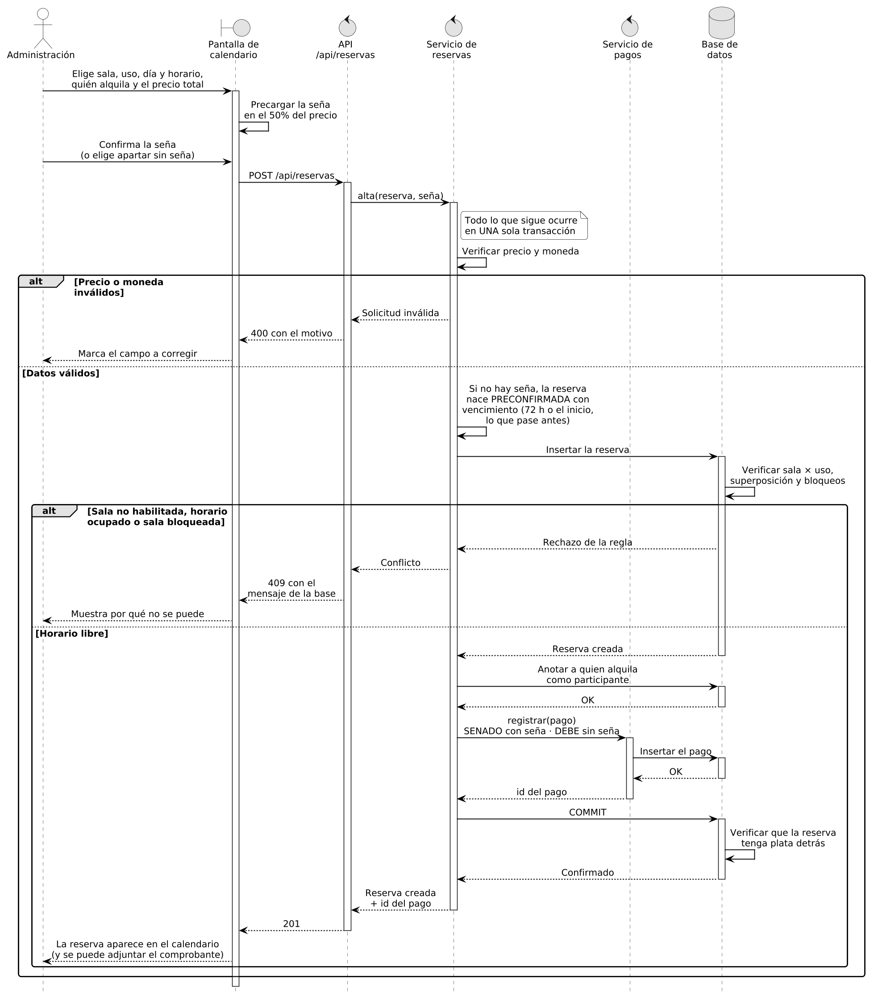 Administración
Pantalla de
calendario
API
/api/reservas
Servicio de
reservas
Servicio de
pagos
Base de
datos
Elige sala, uso, día y horario,
quién alquila y el precio total
Precargar la seña
en el 50% del precio
Confirma la seña
(o elige apartar sin seña)
POST /api/reservas
alta(reserva, seña)
Todo lo que sigue ocurre
en UNA sola transacción
Verificar precio y moneda
alt
[Precio o moneda
inválidos]
Solicitud inválida
400 con el motivo
Marca el campo a corregir
[Datos válidos]
Si no hay seña, la reserva
nace PRECONFIRMADA con
vencimiento (72 h o el inicio,
lo que pase antes)
Insertar la reserva
Verificar sala × uso,
superposición y bloqueos
alt
[Sala no habilitada, horario
ocupado o sala bloqueada]
Rechazo de la regla
Conflicto
409 con el
mensaje de la base
Muestra por qué no se puede
[Horario libre]
Reserva creada
Anotar a quien alquila
como participante
OK
registrar(pago)
SENADO con seña · DEBE sin seña
Insertar el pago
OK
id del pago
COMMIT
Verificar que la reserva
tenga plata detrás
Confirmado
Reserva creada
+ id del pago
201
La reserva aparece en el calendario
(y se puede adjuntar el comprobante)